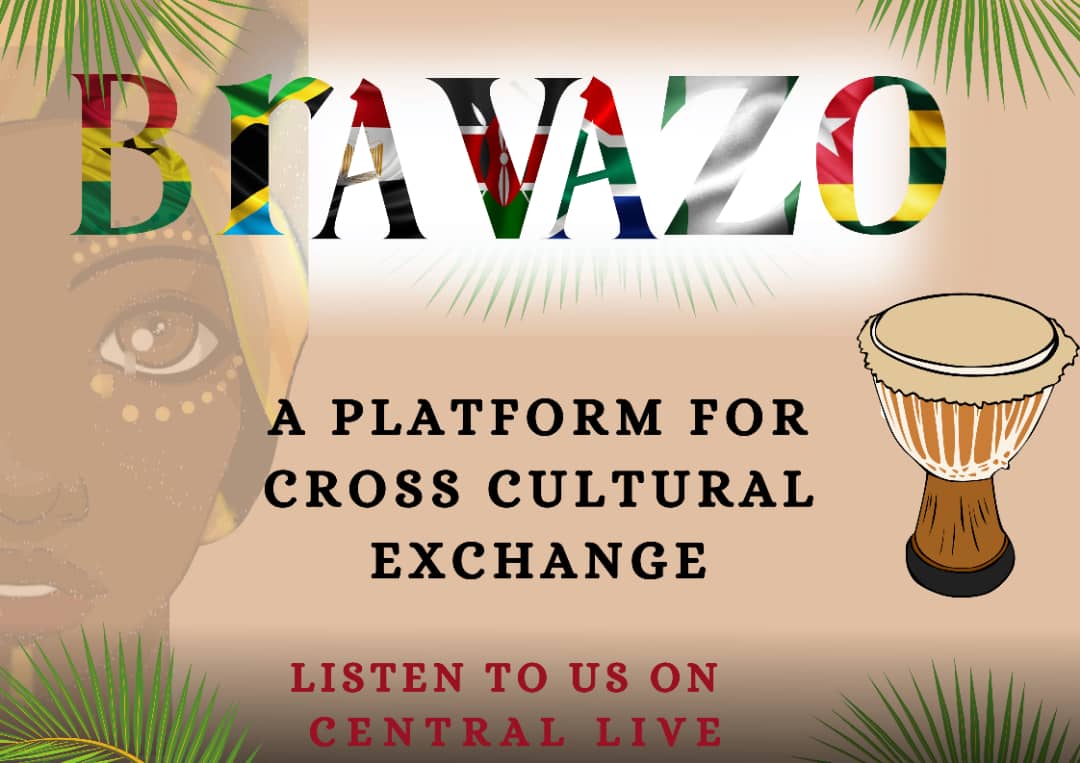 BrAVAZO
A PLATFORM FOR
CROSS CULTURAL
EXCHANGE
LISTEN TO US ON
CENTRAL LIVE